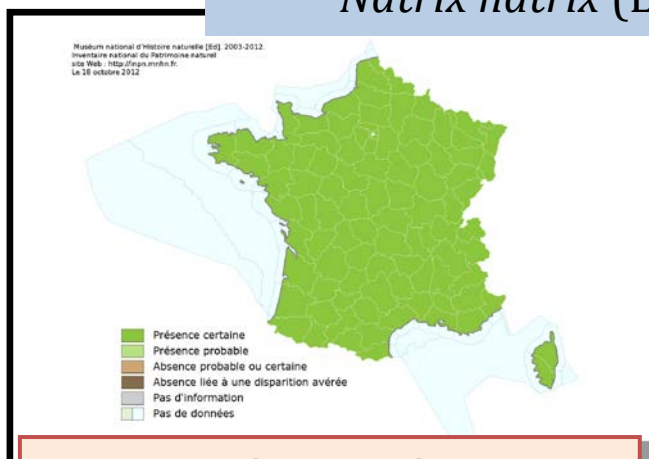 Natrix natrix
Muséum national d'Histoire naturelle [Ed]. 2003-2012.
Inventaire national du Patrimoine naturel
site Web : http://inpn.mnhn.fr.
Le 18 octobre 2012
Présence certaine
Présence probable
Absence probable ou certaine
Absence liée à une disparition avérée
Pas d'information
Pas de données